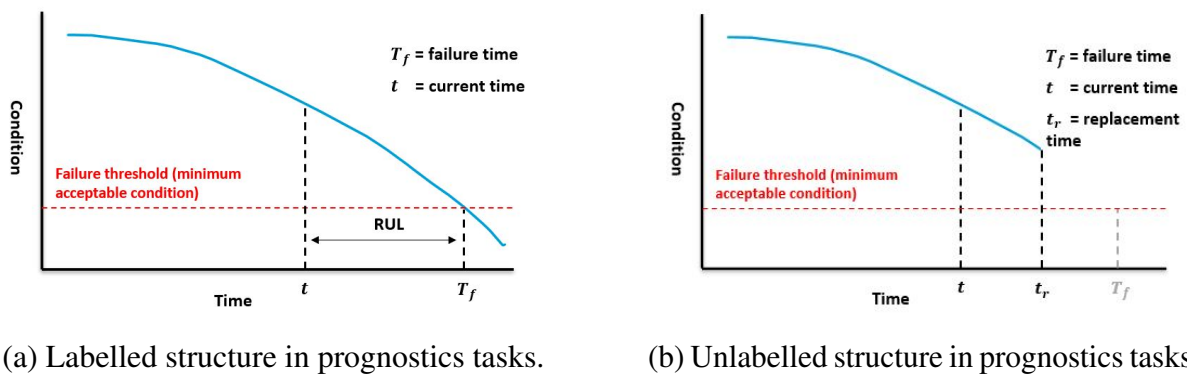 T_f = failure time
t = current time
Condition
Failure threshold (minimum
acceptable condition)
RUL
Time
t
T_f
(a) Labelled structure in prognostics tasks.
T_f = failure time
t = current time
t_r = replacement
time
Condition
Failure threshold (minimum
acceptable condition)
Time
t
t_r
T_f
(b) Unlabelled structure in prognostics tasks